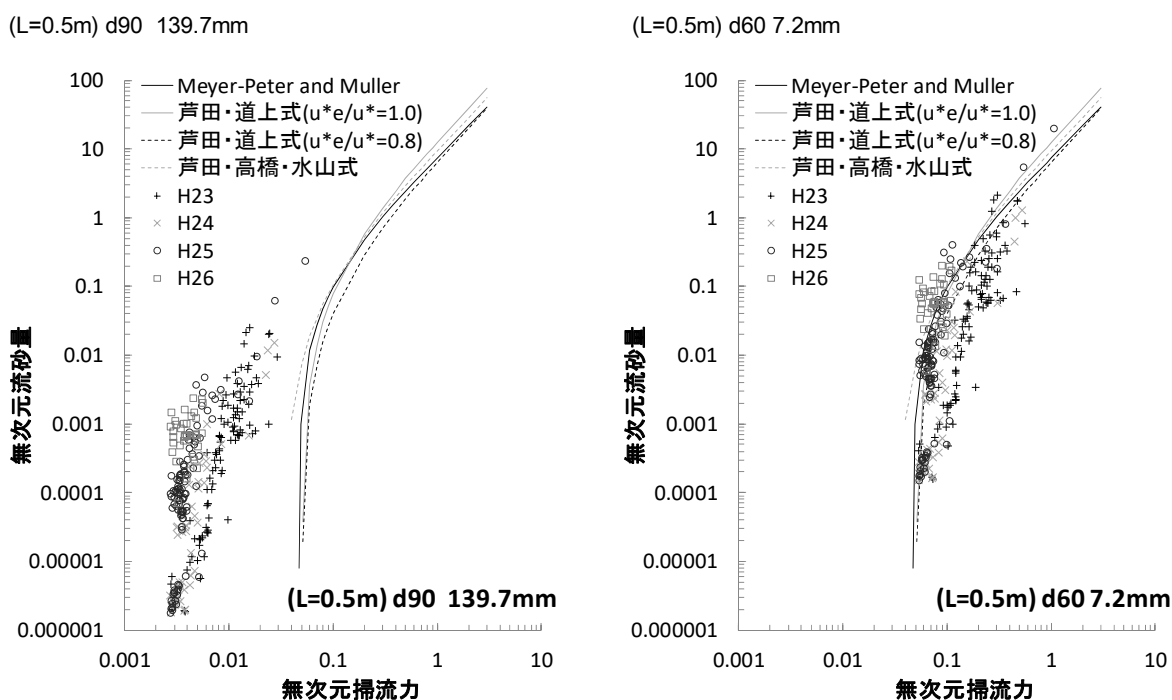 (L=0.5m) d90 139.7mm
100
10
1
0.1
0.01
0.001
0.0001
0.00001
0.000001
無次元流砂量
Meyer-Peter and Muller
芦田・道上式(u*e/u*=1.0)
芦田・道上式(u*e/u*=0.8)
芦田・高橋・水山式
H23
H24
H25
H26
(L=0.5m) d90 139.7mm
0.001 0.01 0.1 1 10
無次元掃流力
(L=0.5m) d60 7.2mm
100
10
1
0.1
0.01
0.001
0.0001
0.00001
0.000001
無次元流砂量
Meyer-Peter and Muller
芦田・道上式(u*e/u*=1.0)
芦田・道上式(u*e/u*=0.8)
芦田・高橋・水山式
H23
H24
H25
H26
(L=0.5m) d60 7.2mm
0.001 0.01 0.1 1 10
無次元掃流力